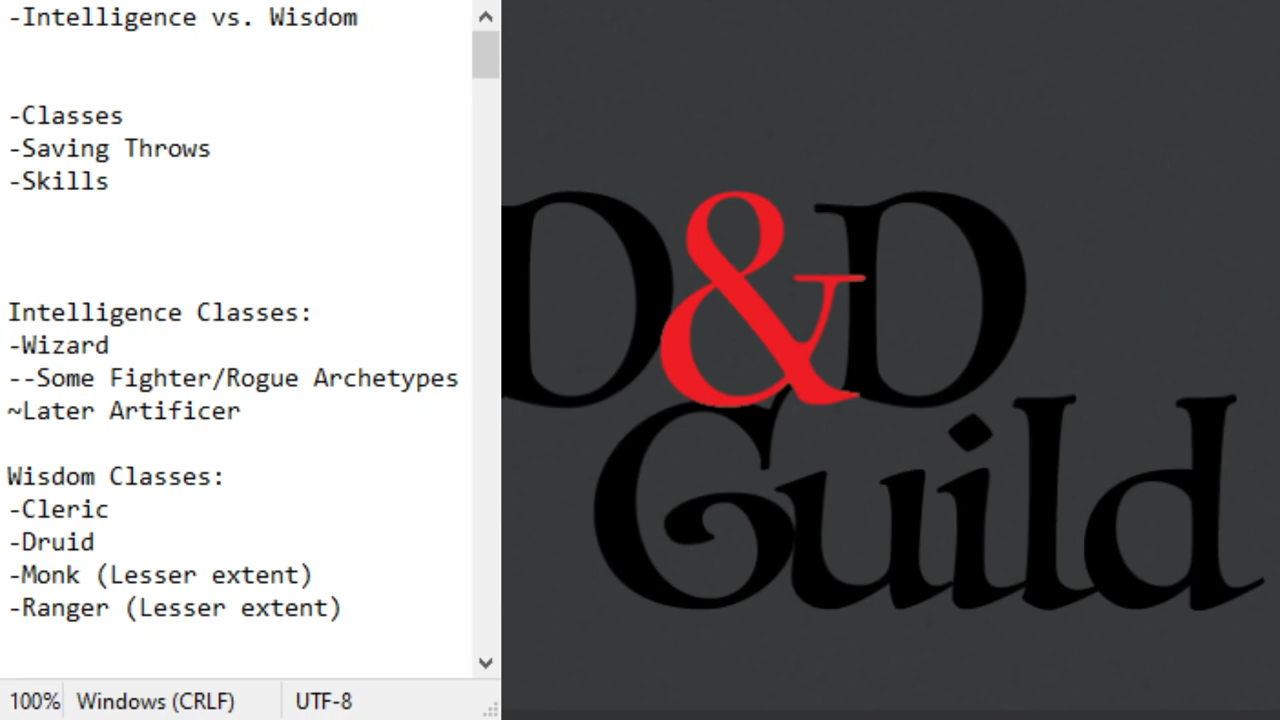 -Intelligence vs. Wisdom
-Classes
-Saving Throws
-Skills
Intelligence Classes:
-Wizard
--Some Fighter/Rogue Archetypes
~Later Artificer
Wisdom Classes:
-Cleric
-Druid
-Monk (Lesser extent)
-Ranger (Lesser extent)
100% Windows (CRLF) UTF-8
D&D
Guild